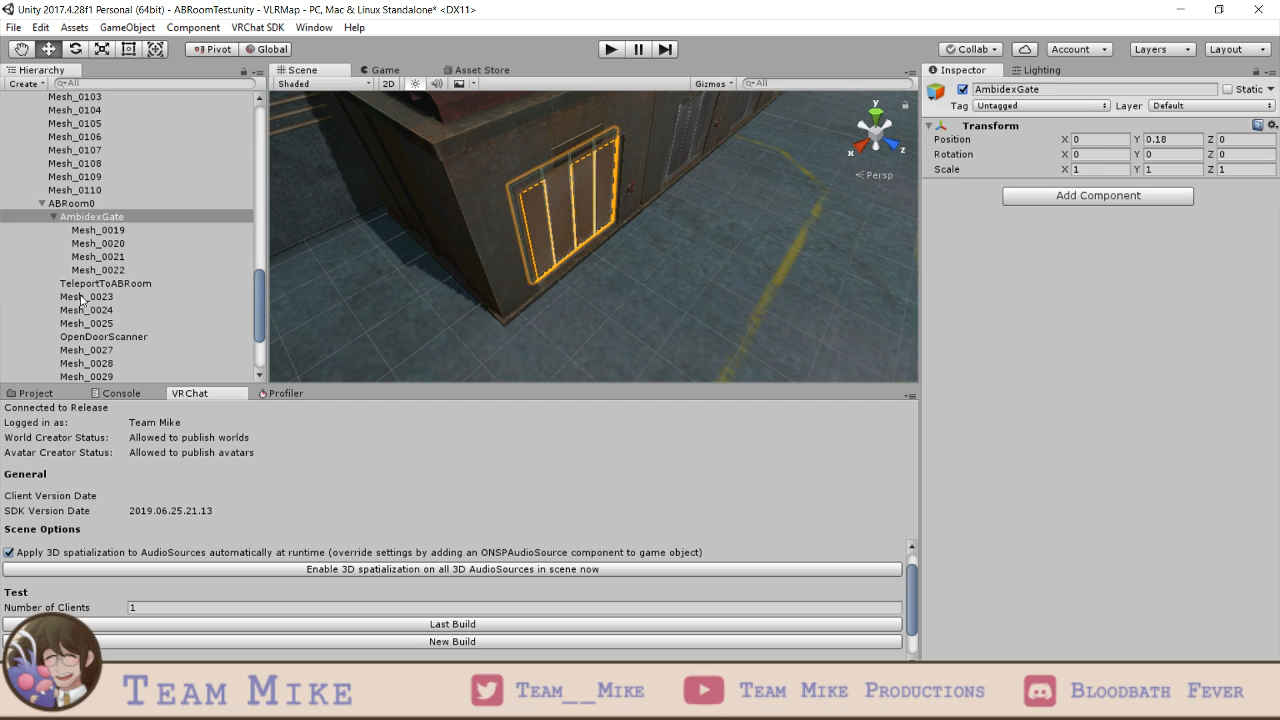 Unity 2017.4.28f1 Personal (64bit) - ABRoomTest.unity - VLRMap - PC, Mac & Linux Standalone* <DX11>
File Edit Assets GameObject Component VRChat SDK Window Help
Pivot Global Collab Account Layers Layout
Hierarchy
Create All
Mesh_0103
Mesh_0104
Mesh_0105
Mesh_0106
Mesh_0107
Mesh_0108
Mesh_0109
Mesh_0110
ABRoom0
AmbidexGate
Mesh_0019
Mesh_0020
Mesh_0021
Mesh_0022
TeleportToABRoom
Mesh_0023
Mesh_0024
Mesh_0025
OpenDoorScanner
Mesh_0027
Mesh_0028
Mesh_0029
Scene Game Asset Store
Shaded 2D Gizmos All
y
x z
Persp
Inspector Lighting
AmbidexGate Static
Tag Untagged Layer Default
Transform
Position X 0 Y 0.18 Z 0
Rotation X 0 Y 0 Z 0
Scale X 1 Y 1 Z 1
Add Component
Project Console VRChat Profiler
Connected to Release
Logged in as: Team Mike
World Creator Status: Allowed to publish worlds
Avatar Creator Status: Allowed to publish avatars
General
Client Version Date
SDK Version Date 2019.06.25.21.13
Scene Options
Apply 3D spatialization to AudioSources automatically at runtime (override settings by adding an ONSPAudioSource component to game object)
Enable 3D spatialization on all 3D AudioSources in scene now
Test
Number of Clients 1
Last Build
New Build
Team Mike Team__Mike Team Mike Productions Bloodbath Fever